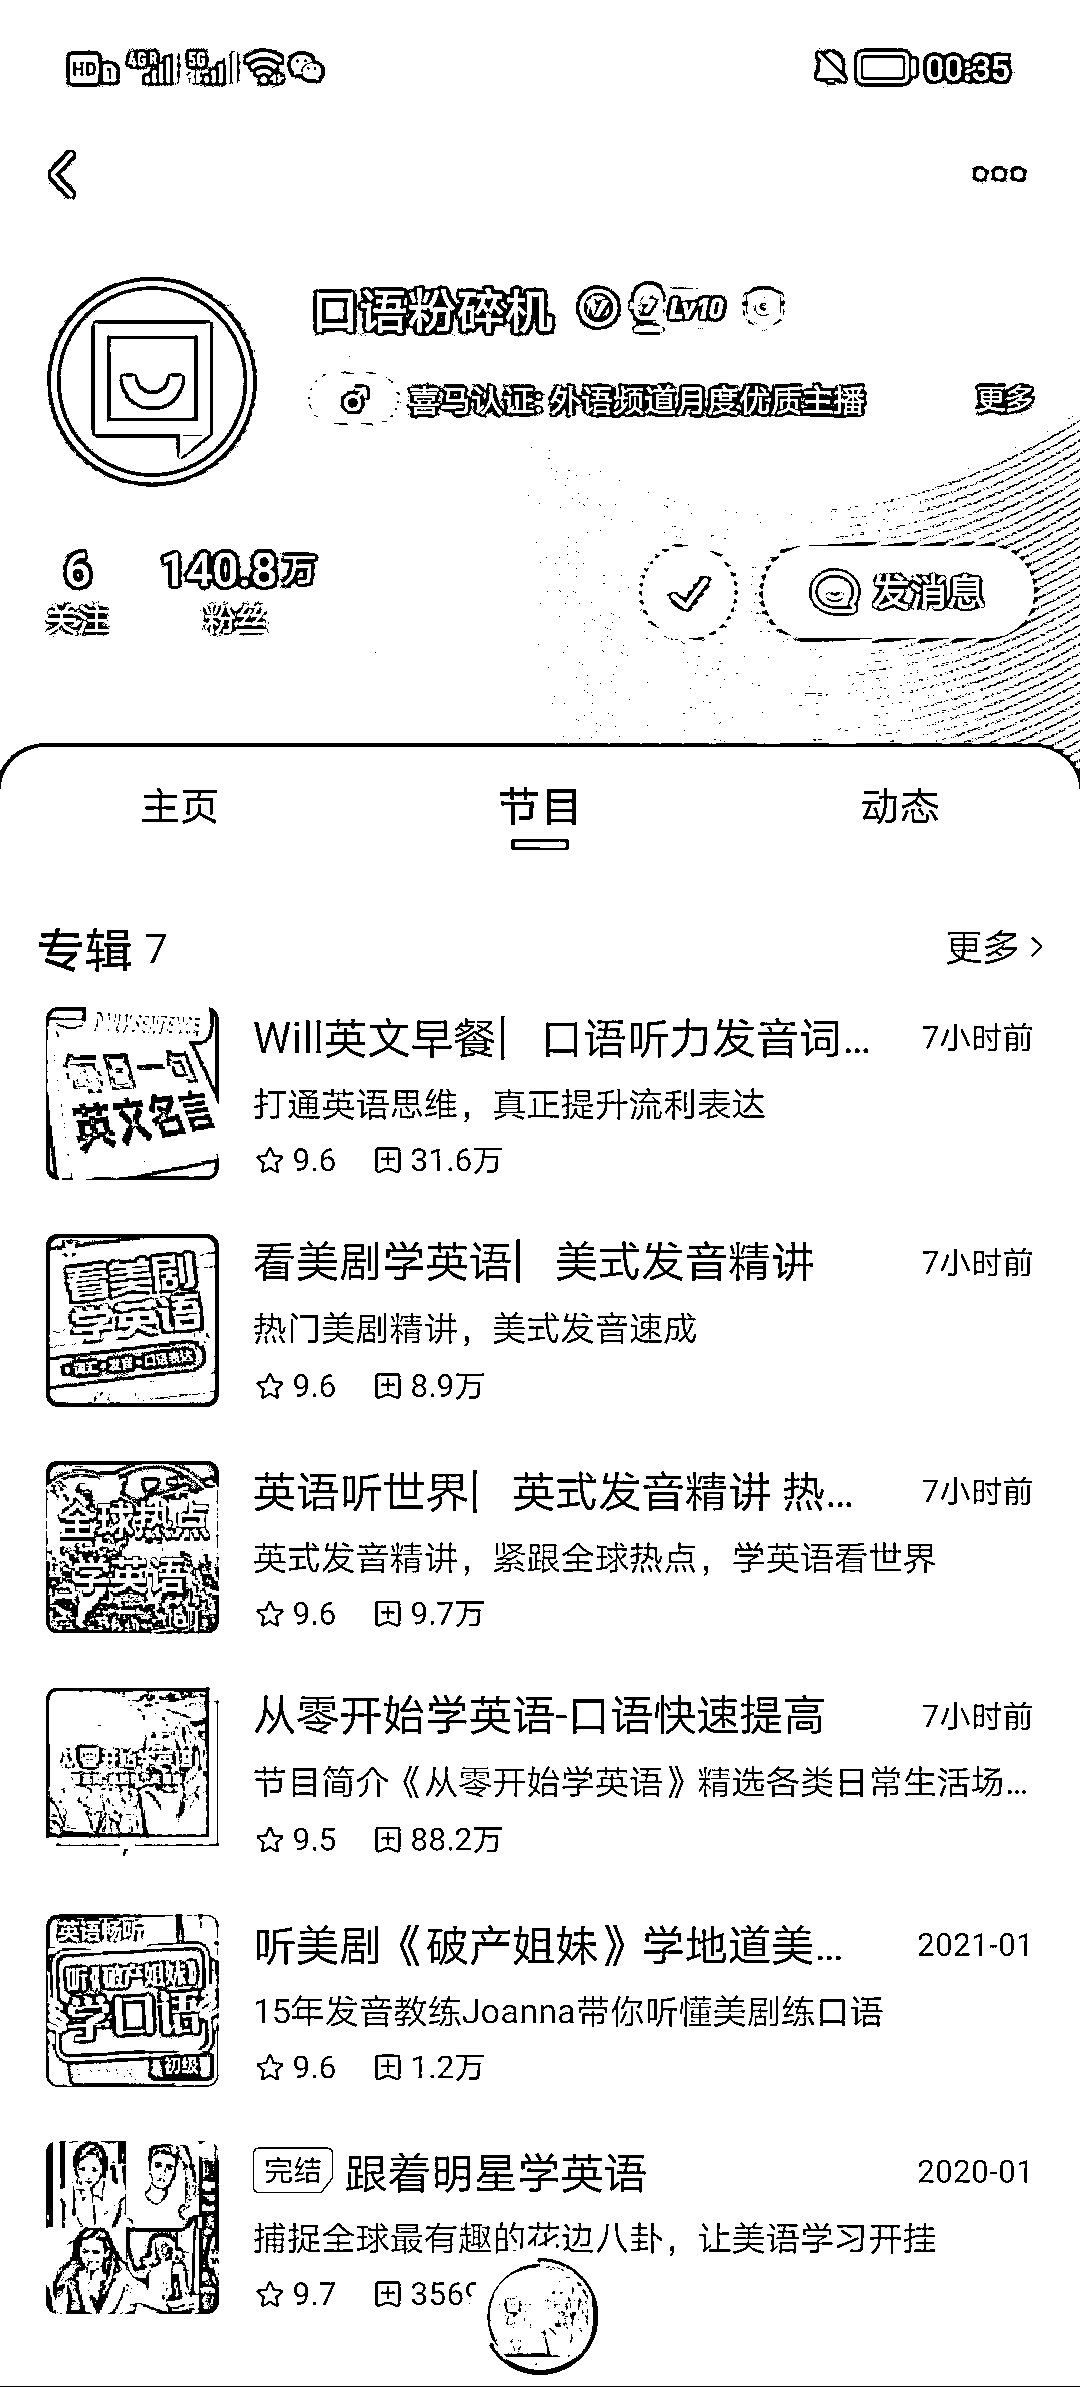 HD 1 4GR 5G 00:35
口语粉碎机 Lv10
喜马认证: 外语频道月度优质主播 更多
6 140.8万
关注 粉丝
发消息
主页 节目 动态
专辑 7 更多
每日一句
英文名言
Will英文早餐| 口语听力发音词... 7小时前
打通英语思维，真正提升流利表达
9.6 31.6万
看美剧
学英语
看美剧学英语| 美式发音精讲 7小时前
热门美剧精讲，美式发音速成
9.6 8.9万
全球热点
学英语
英语听世界| 英式发音精讲 热... 7小时前
英式发音精讲，紧跟全球热点，学英语看世界
9.6 9.7万
从零开始学英语-口语快速提高 7小时前
节目简介《从零开始学英语》精选各类日常生活场...
9.5 88.2万
英语畅听
听《破产姐妹》
学口语
初级
听美剧《破产姐妹》学地道美... 2021-01
15年发音教练Joanna带你听懂美剧练口语
9.6 1.2万
完结 跟着明星学英语 2020-01
捕捉全球最有趣的花边八卦，让美语学习开挂
9.7 3569